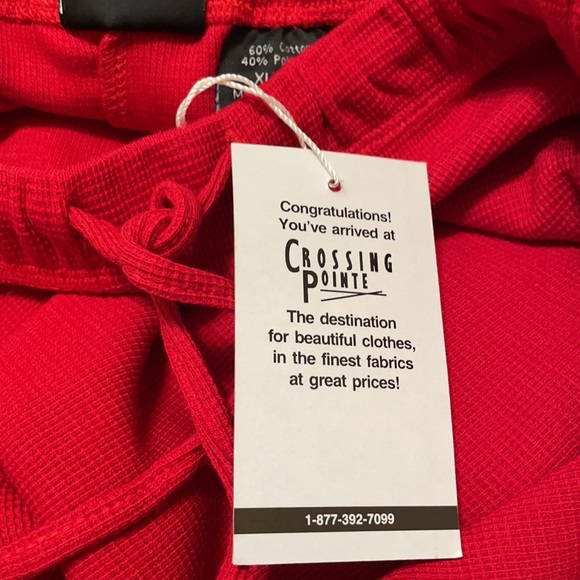 60% Cotton
40%
XL
Congratulations!
You've arrived at
CROSSING
POINTE
The destination
for beautiful clothes,
in the finest fabrics
at great prices!
1-877-392-7099